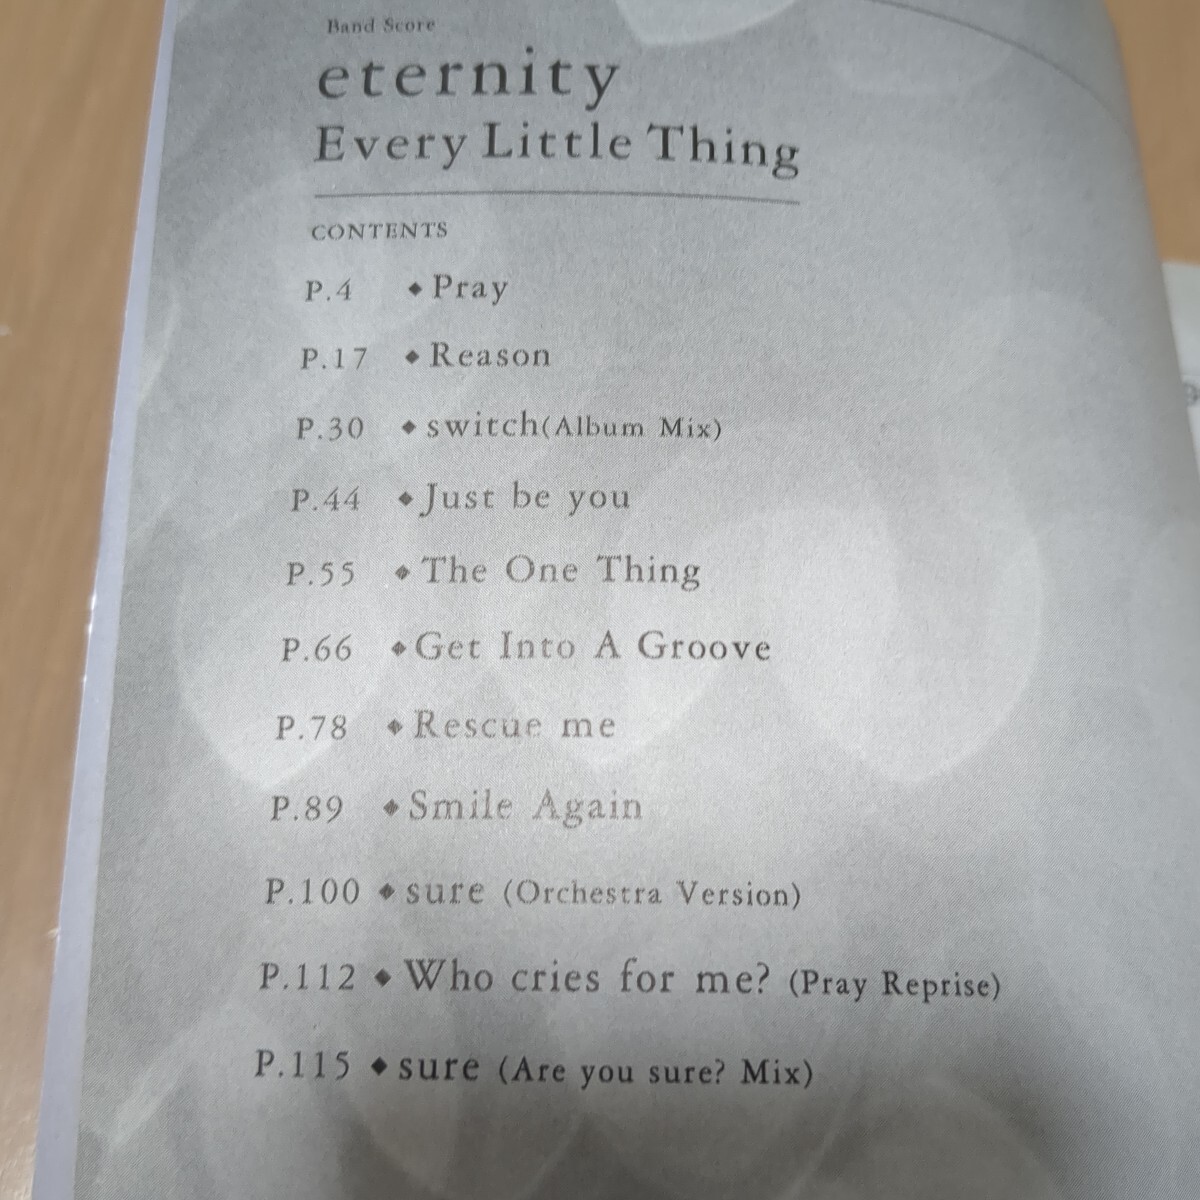 Band Score
eternity
Every Little Thing
CONTENTS
P.4 ◆ Pray
P.17 ◆ Reason
P.30 ◆ switch(Album Mix)
P.44 ◆ Just be you
P.55 ◆ The One Thing
P.66 ◆ Get Into A Groove
P.78 ◆ Rescue me
P.89 ◆ Smile Again
P.100 ◆ sure (Orchestra Version)
P.112 ◆ Who cries for me? (Pray Reprise)
P.115 ◆ sure (Are you sure? Mix)